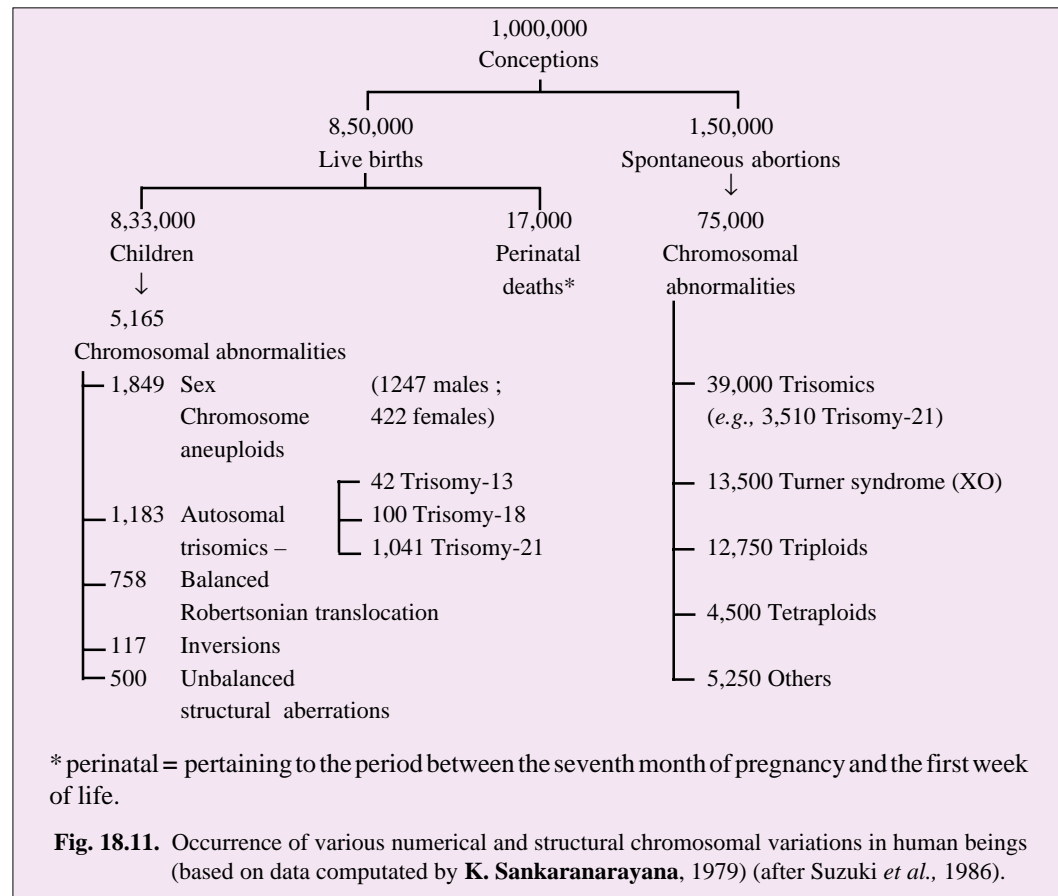 1,000,000
Conceptions
8,50,000
Live births
1,50,000
Spontaneous abortions
↓
8,33,000
Children
↓
17,000
Perinatal
deaths*
75,000
Chromosomal
abnormalities
5,165
Chromosomal abnormalities
1,849 Sex (1247 males ;
Chromosome 422 females)
aneuploids
1,183 Autosomal
trisomics –
42 Trisomy-13
100 Trisomy-18
1,041 Trisomy-21
758 Balanced
Robertsonian translocation
117 Inversions
500 Unbalanced
structural aberrations
39,000 Trisomics
(e.g., 3,510 Trisomy-21)
13,500 Turner syndrome (XO)
12,750 Triploids
4,500 Tetraploids
5,250 Others
* perinatal = pertaining to the period between the seventh month of pregnancy and the first week
of life.
Fig. 18.11. Occurrence of various numerical and structural chromosomal variations in human beings
(based on data computated by K. Sankaranarayana, 1979) (after Suzuki et al., 1986).